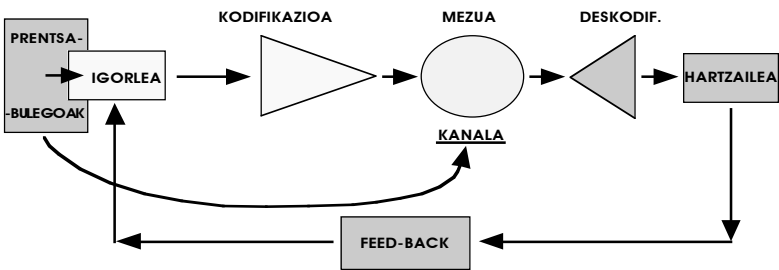 KODIFIKAZIOA
MEZUA
DESKODIF.
PRENTSA-
IGORLEA
HARTZAILEA
-BULEGOAK
KANALA
FEED-BACK